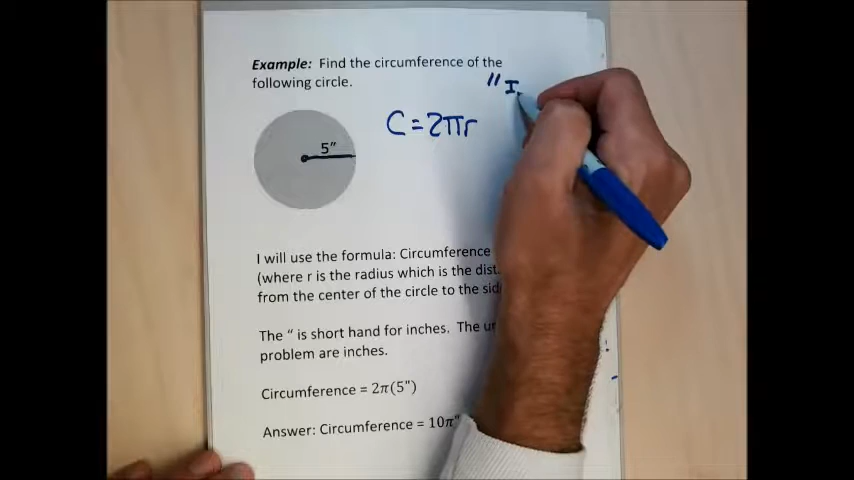 Example: Find the circumference of the
following circle.
" I
C = 2πr
5"
I will use the formula: Circumference
(where r is the radius which is the dist
from the center of the circle to the sid
The " is short hand for inches. The u
problem are inches.
Circumference = 2π(5")
Answer: Circumference = 10π"